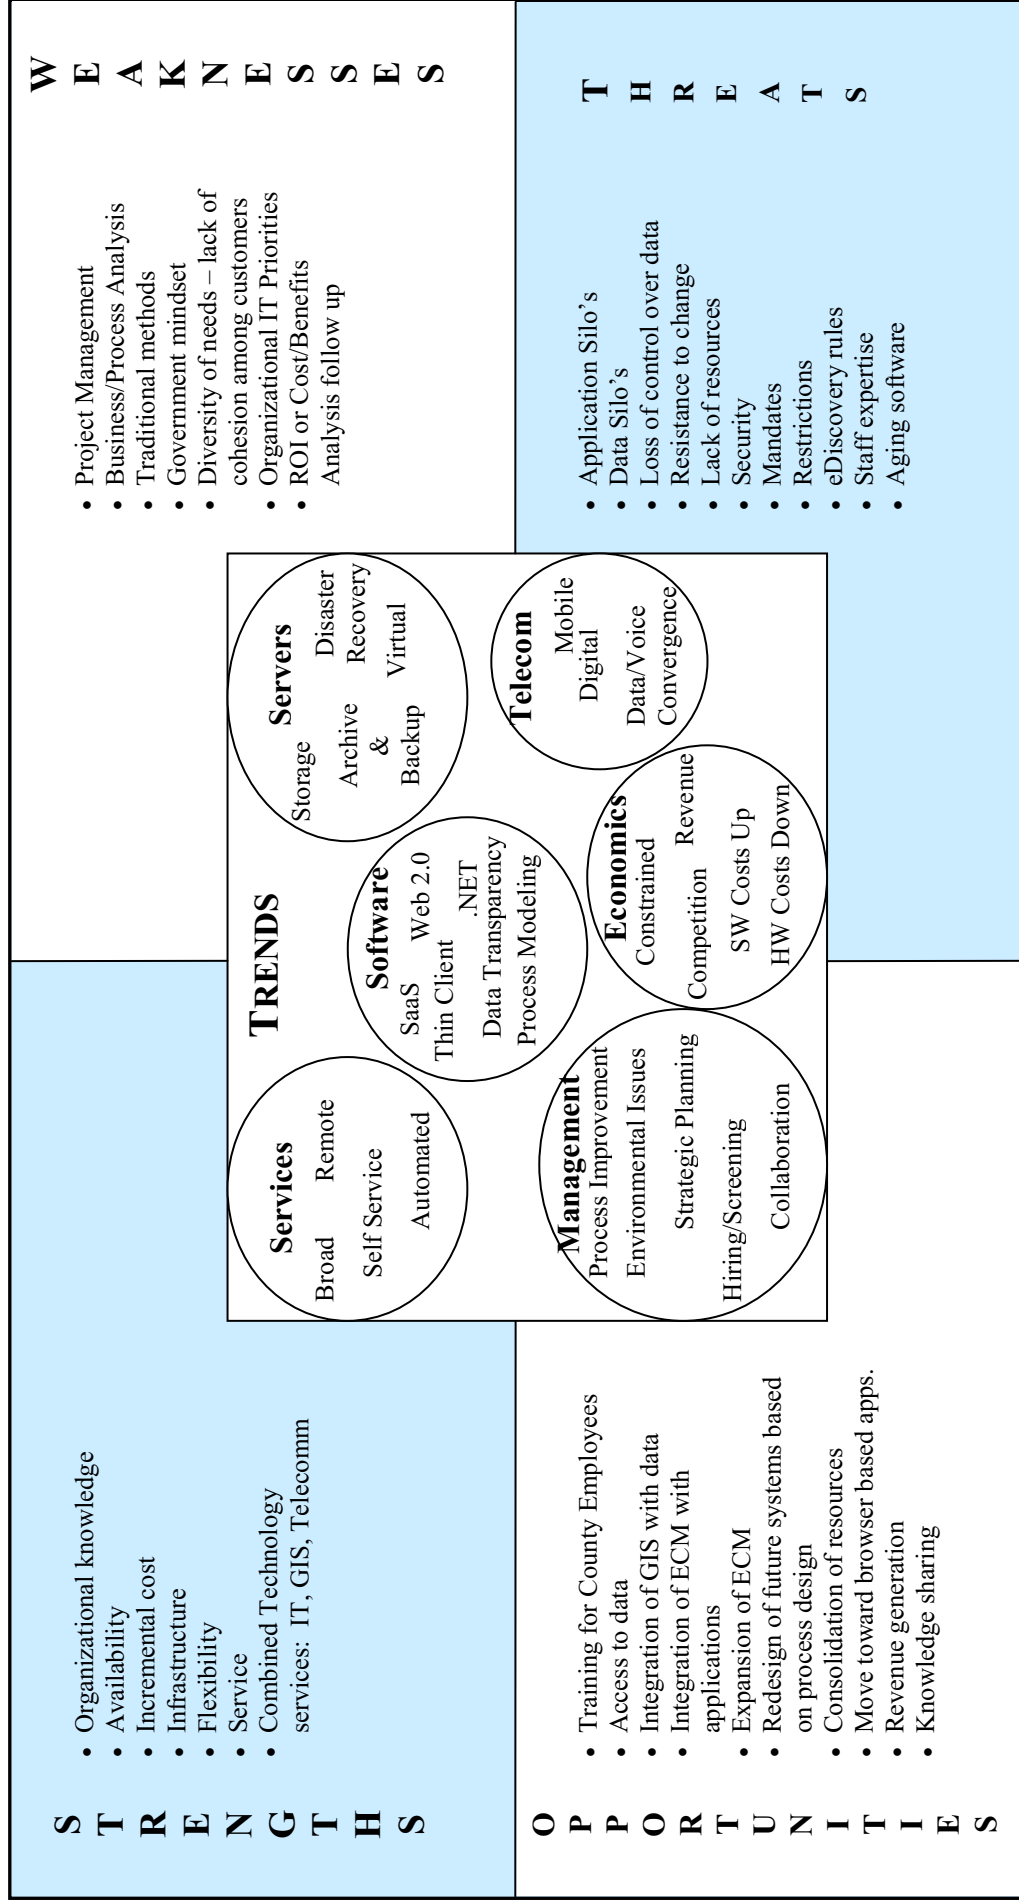 STRENGTHS
• Organizational knowledge
• Availability
• Incremental cost
• Infrastructure
• Flexibility
• Service
• Combined Technology
services: IT, GIS, Telecomm
WEAKNESSES
• Project Management
• Business/Process Analysis
• Traditional methods
• Government mindset
• Diversity of needs – lack of
cohesion among customers
• Organizational IT Priorities
• ROI or Cost/Benefits
Analysis follow up
TRENDS
Services
Broad Remote
Self Service
Automated
Software
SaaS Web 2.0
Thin Client
.NET
Data Transparency
Process Modeling
Servers
Storage
Disaster
Recovery
Archive
&
Backup
Virtual
Management
Process Improvement
Environmental Issues
Strategic Planning
Hiring/Screening
Collaboration
Economics
Constrained
Competition Revenue
SW Costs Up
HW Costs Down
Telecom
Mobile
Digital
Data/Voice
Convergence
OPPORTUNITIES
• Training for County Employees
• Access to data
• Integration of GIS with data
• Integration of ECM with
applications
• Expansion of ECM
• Redesign of future systems based
on process design
• Consolidation of resources
• Move toward browser based apps.
• Revenue generation
• Knowledge sharing
THREATS
• Application Silo's
• Data Silo's
• Loss of control over data
• Resistance to change
• Lack of resources
• Security
• Mandates
• Restrictions
• eDiscovery rules
• Staff expertise
• Aging software